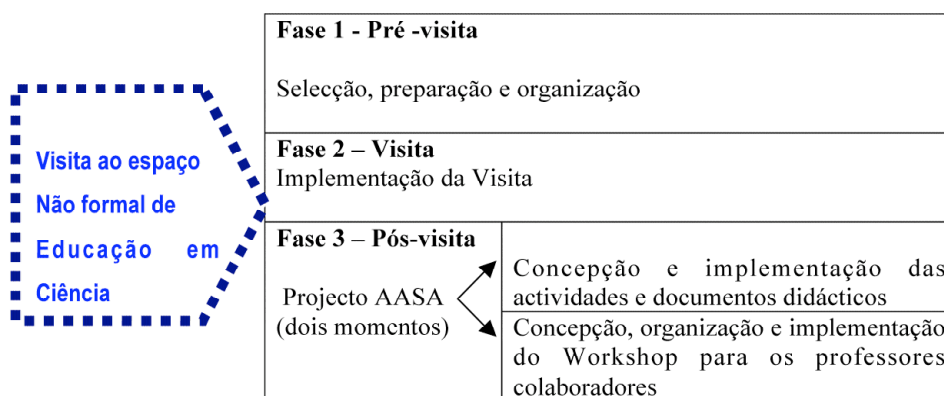 Visita ao espaço
Não formal de
Educação em
Ciência
Fase 1 - Pré -visita
Selecção, preparação e organização
Fase 2 – Visita
Implementação da Visita
Fase 3 – Pós-visita
Projecto AASA
(dois momentos)
Concepção e implementação das
actividades e documentos didácticos
Concepção, organização e implementação
do Workshop para os professores
colaboradores